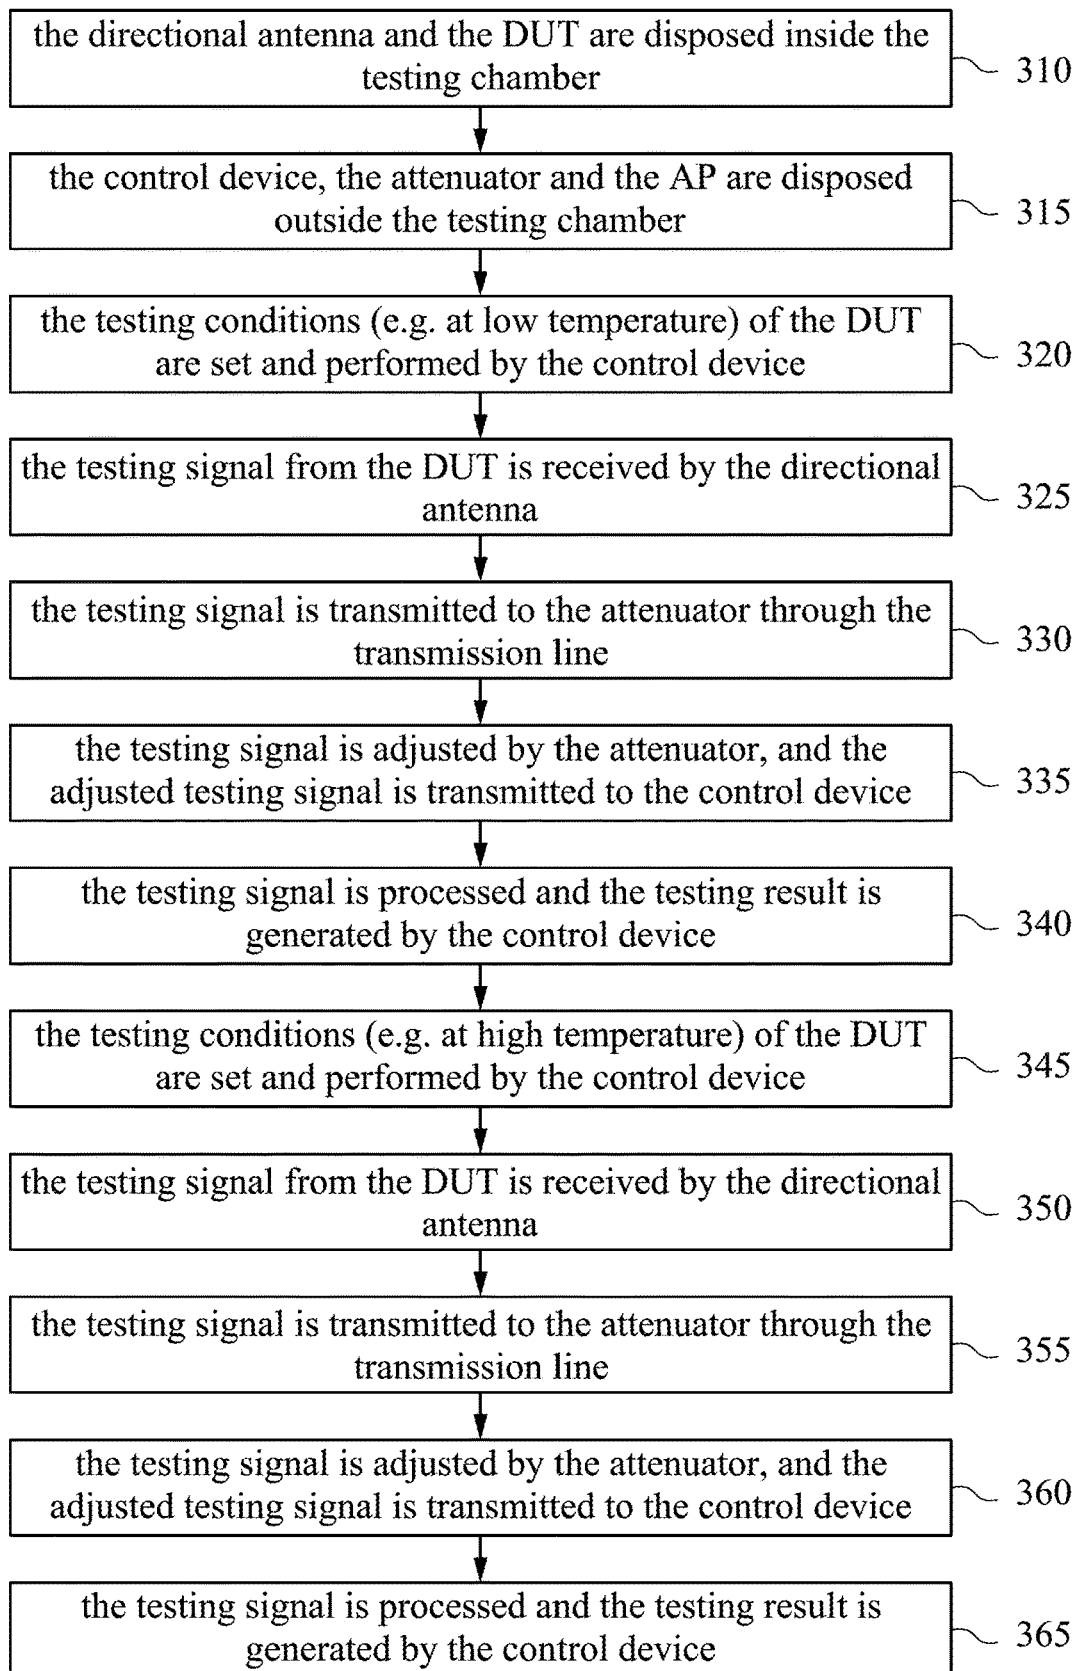 the directional antenna and the DUT are disposed inside the
testing chamber
310
the control device, the attenuator and the AP are disposed
outside the testing chamber
315
the testing conditions (e.g. at low temperature) of the DUT
are set and performed by the control device
320
the testing signal from the DUT is received by the directional
antenna
325
the testing signal is transmitted to the attenuator through the
transmission line
330
the testing signal is adjusted by the attenuator, and the
adjusted testing signal is transmitted to the control device
335
the testing signal is processed and the testing result is
generated by the control device
340
the testing conditions (e.g. at high temperature) of the DUT
are set and performed by the control device
345
the testing signal from the DUT is received by the directional
antenna
350
the testing signal is transmitted to the attenuator through the
transmission line
355
the testing signal is adjusted by the attenuator, and the
adjusted testing signal is transmitted to the control device
360
the testing signal is processed and the testing result is
generated by the control device
365